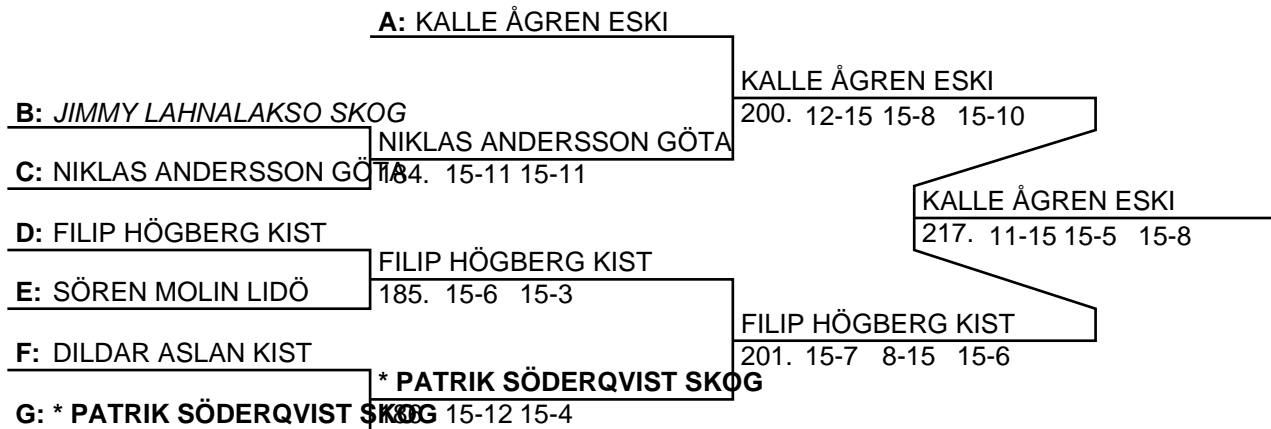 A: KALLE ÅGREN ESKI
KALLE ÅGREN ESKI
B: JIMMY LAHNALAKSO SKOG
200. 12-15 15-8 15-10
NIKLAS ANDERSSON GÖTA
C: NIKLAS ANDERSSON GÖTA
184. 15-11 15-11
KALLE ÅGREN ESKI
D: FILIP HÖGBERG KIST
217. 11-15 15-5 15-8
FILIP HÖGBERG KIST
E: SÖREN MOLIN LIDÖ
185. 15-6 15-3
FILIP HÖGBERG KIST
F: DILDAR ASLAN KIST
201. 15-7 8-15 15-6
* PATRIK SÖDERQVIST SKOG
G: * PATRIK SÖDERQVIST SKOG
186. 15-12 15-4